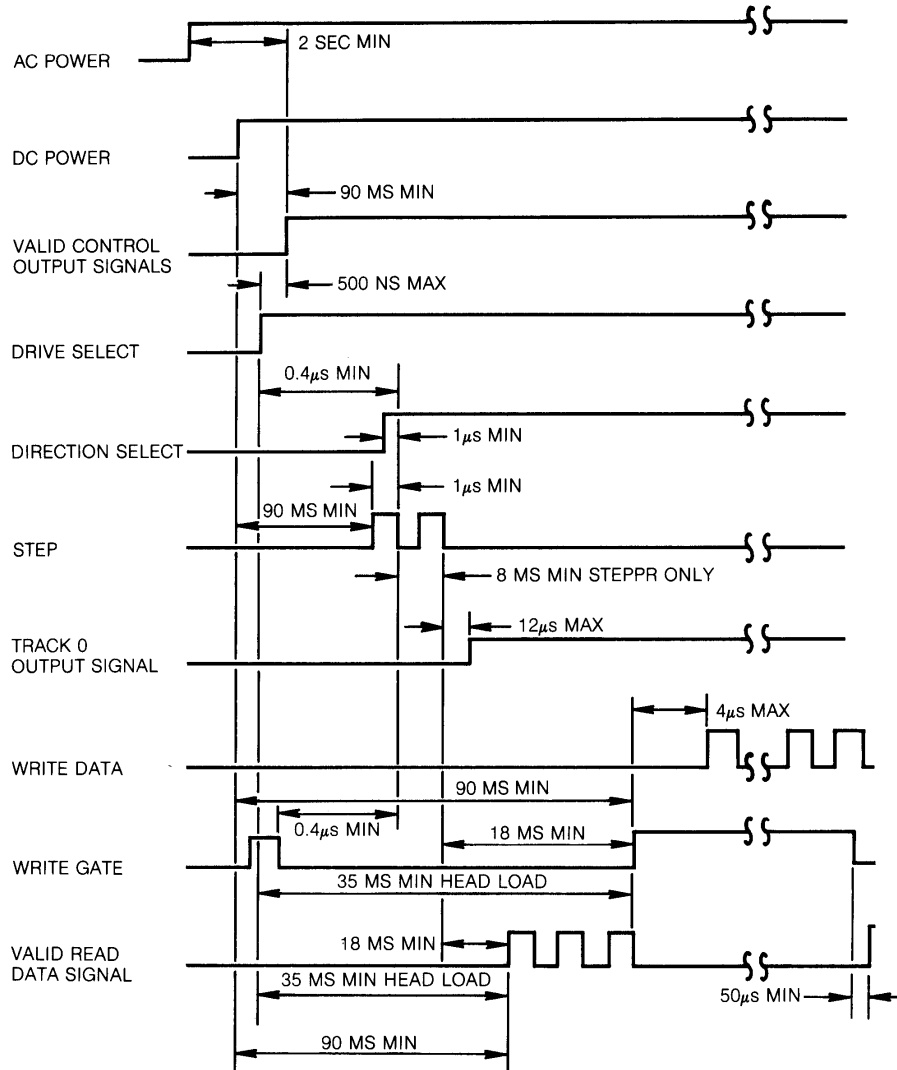 2 SEC MIN
AC POWER
DC POWER
90 MS MIN
VALID CONTROL
OUTPUT SIGNALS
500 NS MAX
DRIVE SELECT
0.4μs MIN
DIRECTION SELECT
1μs MIN
1μs MIN
90 MS MIN
STEP
8 MS MIN STEPPR ONLY
12μs MAX
TRACK 0
OUTPUT SIGNAL
4μs MAX
WRITE DATA
90 MS MIN
0.4μs MIN
18 MS MIN
WRITE GATE
35 MS MIN HEAD LOAD
18 MS MIN
VALID READ
DATA SIGNAL
35 MS MIN HEAD LOAD
50μs MIN
90 MS MIN